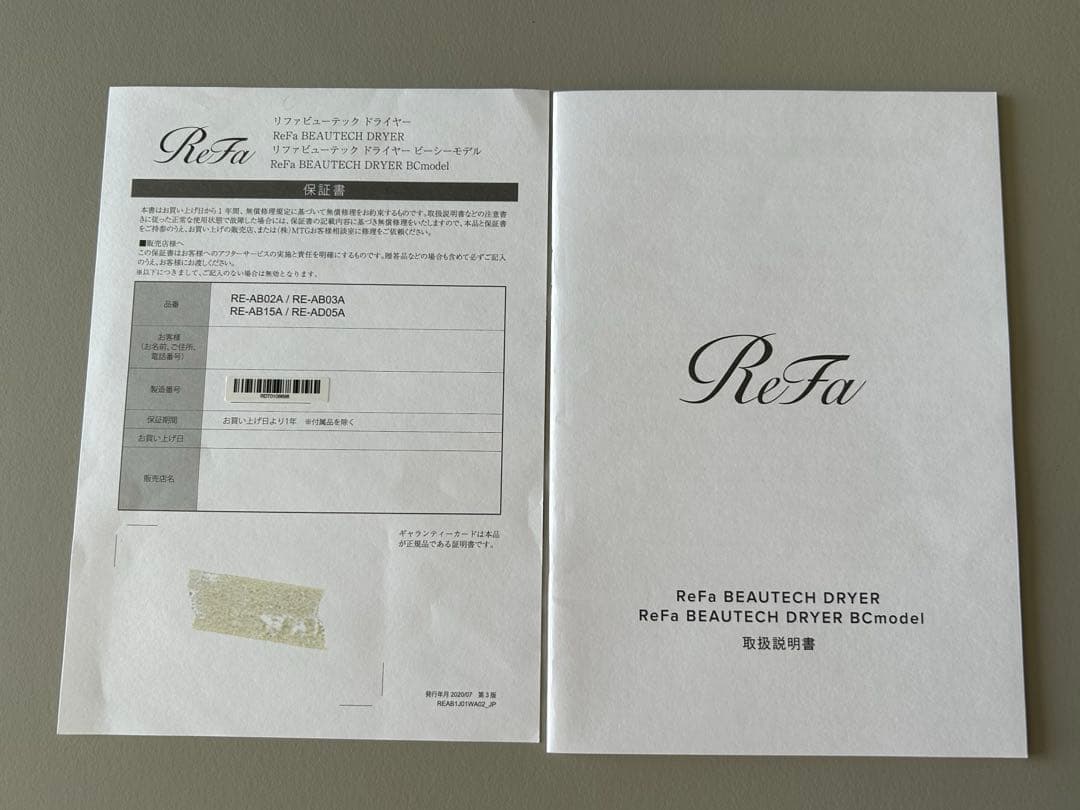 ReFa
リファビューテック ドライヤー
ReFa BEAUTECH DRYER
リファビューテック ドライヤー ビーシーモデル
ReFa BEAUTECH DRYER BCmodel
保証書
本書はお買い上げ日から1年間、無償修理規定に基づいて無償修理をお約束するものです。取扱説明書などの注意書
きに従った正常な使用状態で故障した場合には、保証書の記載内容に基づき無償修理をいたしますので、本品と保証書
をご持参のうえ、お買い上げの販売店、または(株)MTGお客様相談室に修理をご依頼ください。
■販売店様へ
この保証書はお客様へのアフターサービスの実施と責任を明確にするものです。贈答品などの場合も含めて必ずご記入
のうえ、お客様にお渡しください。
※以下につきまして、ご記入のない場合は無効となります。
品番
RE-AB02A / RE-AB03A
RE-AB15A / RE-AD05A
お客様
(お名前、ご住所、
電話番号)
製造番号
保証期間
お買い上げ日より1年 ※付属品を除く
お買い上げ日
販売店名
ギャランティーカードは本品
が正規品である証明書です。
発行年月 2020/07 第3版
REAB1J01WA02_JP
ReFa
ReFa BEAUTECH DRYER
ReFa BEAUTECH DRYER BCmodel
取扱説明書